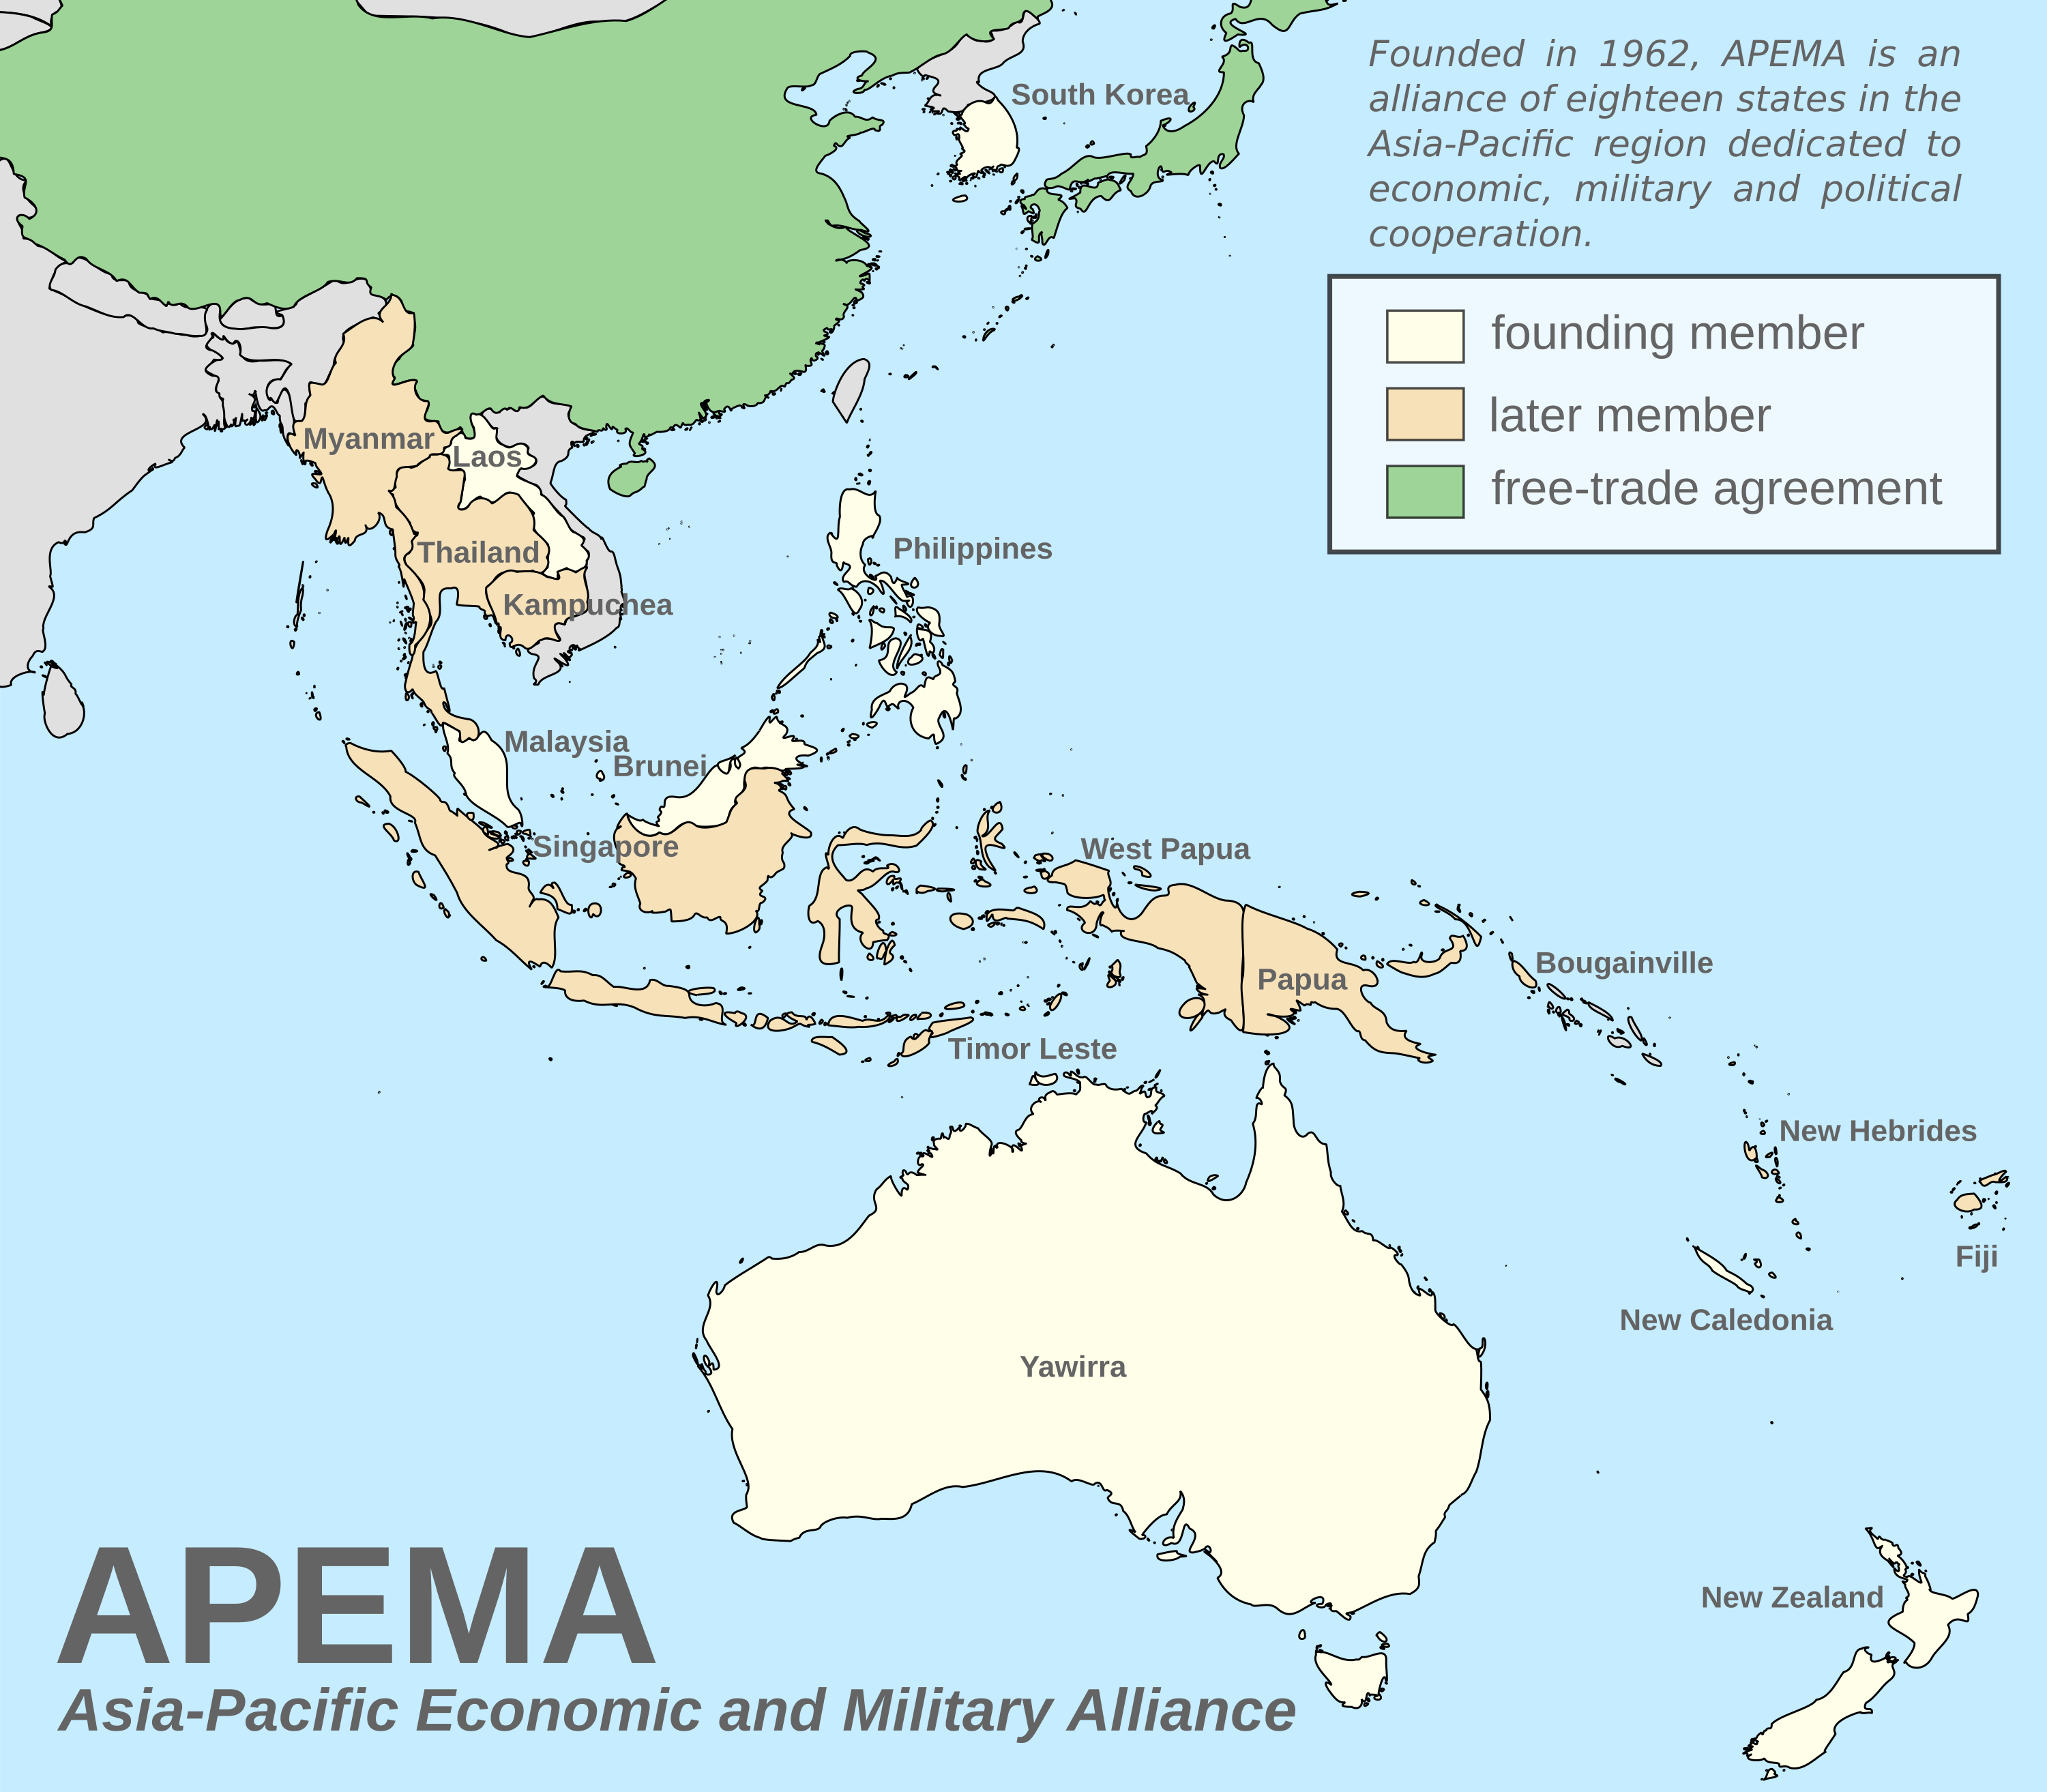 Founded in 1962, APEMA is an
alliance of eighteen states in the
Asia-Pacific region dedicated to
economic, military and political
cooperation.
founding member
later member
free-trade agreement
South Korea
Myanmar
Laos
Thailand
Kampuchea
Philippines
Malaysia
Brunei
Singapore
West Papua
Papua
Bougainville
Timor Leste
New Hebrides
Fiji
New Caledonia
Yawirra
New Zealand
APEMA
Asia-Pacific Economic and Military Alliance